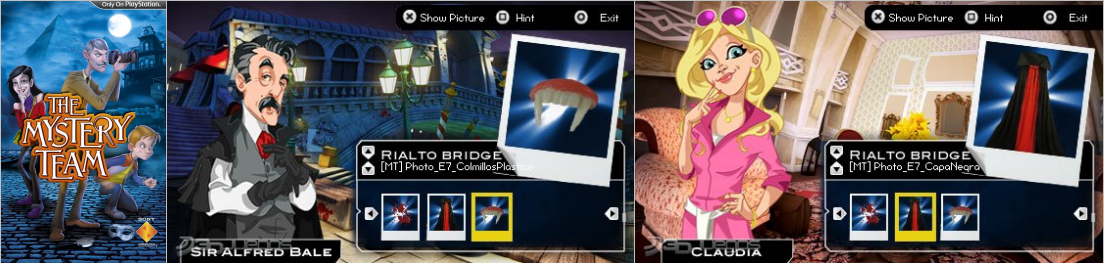 Only On PlayStation.
THE
MYSTERY
TEAM
SONY
Show Picture Hint Exit
RIALTO BRIDGE
[MT] Photo_E7_ColmillosPlastico
SIR ALFRED BALE
Show Picture Hint Exit
RIALTO BRIDGE
[MT] Photo_E7_CapaNegra
CLAUDIA